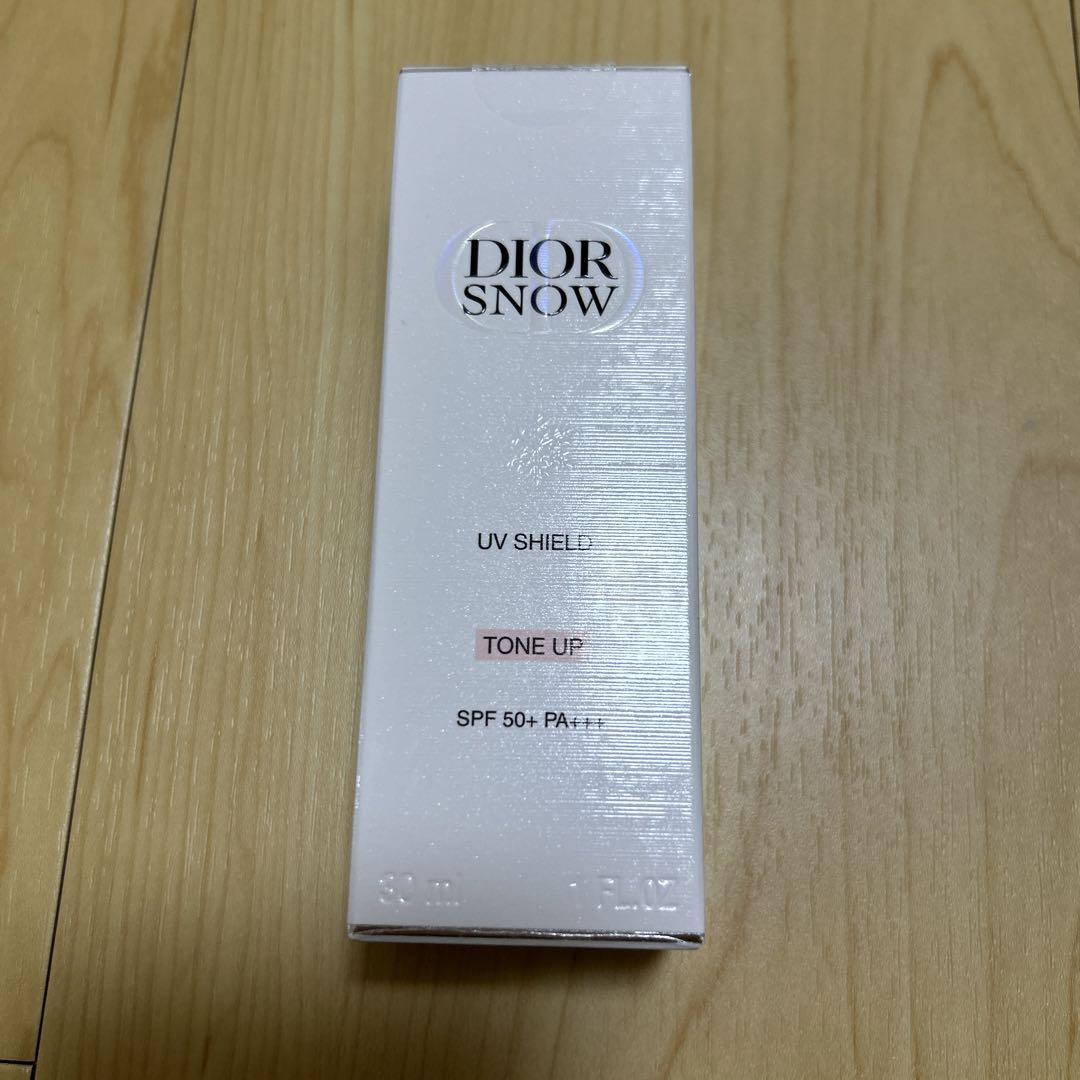 DIOR
SNOW
UV SHIELD
TONE UP
SPF 50+ PA+++
30 ml 1 FL.OZ